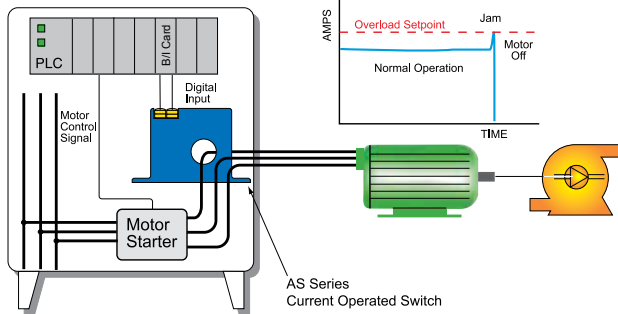 PLC
B/I Card
Digital
Input
Motor
Control
Signal
Motor
Starter
AS Series
Current Operated Switch
AMPS
Overload Setpoint
Jam
Motor
Off
Normal Operation
TIME